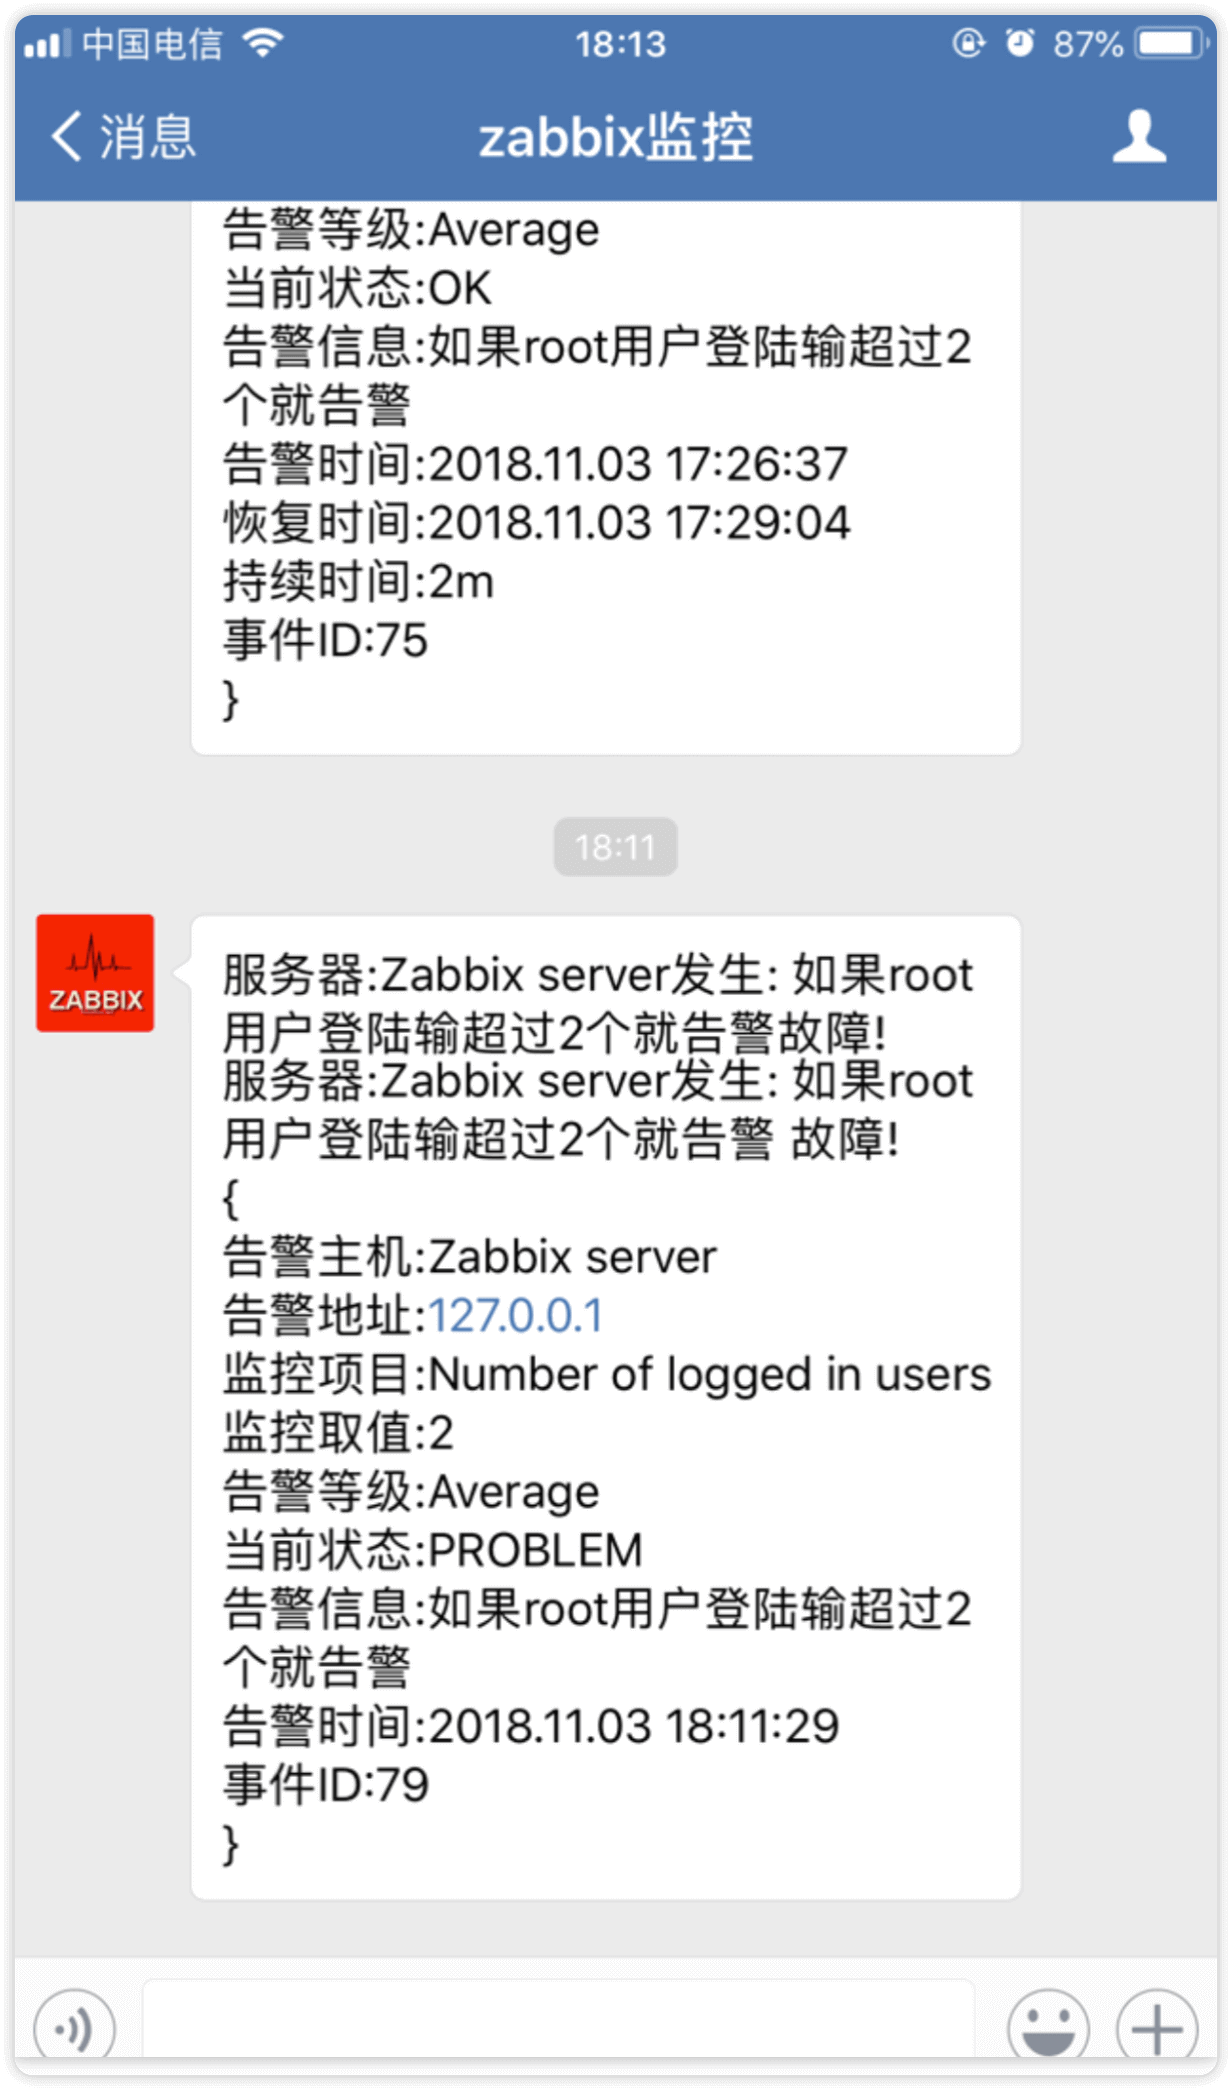 中国电信
18:13
87%
消息
zabbix监控
告警等级:Average
当前状态:OK
告警信息:如果root用户登陆输超过2
个就告警
告警时间:2018.11.03 17:26:37
恢复时间:2018.11.03 17:29:04
持续时间:2m
事件ID:75
}
18:11
ZABBIX
服务器:Zabbix server发生: 如果root
用户登陆输超过2个就告警故障!
服务器:Zabbix server发生: 如果root
用户登陆输超过2个就告警 故障!
{
告警主机:Zabbix server
告警地址:127.0.0.1
监控项目:Number of logged in users
监控取值:2
告警等级:Average
当前状态:PROBLEM
告警信息:如果root用户登陆输超过2
个就告警
告警时间:2018.11.03 18:11:29
事件ID:79
}